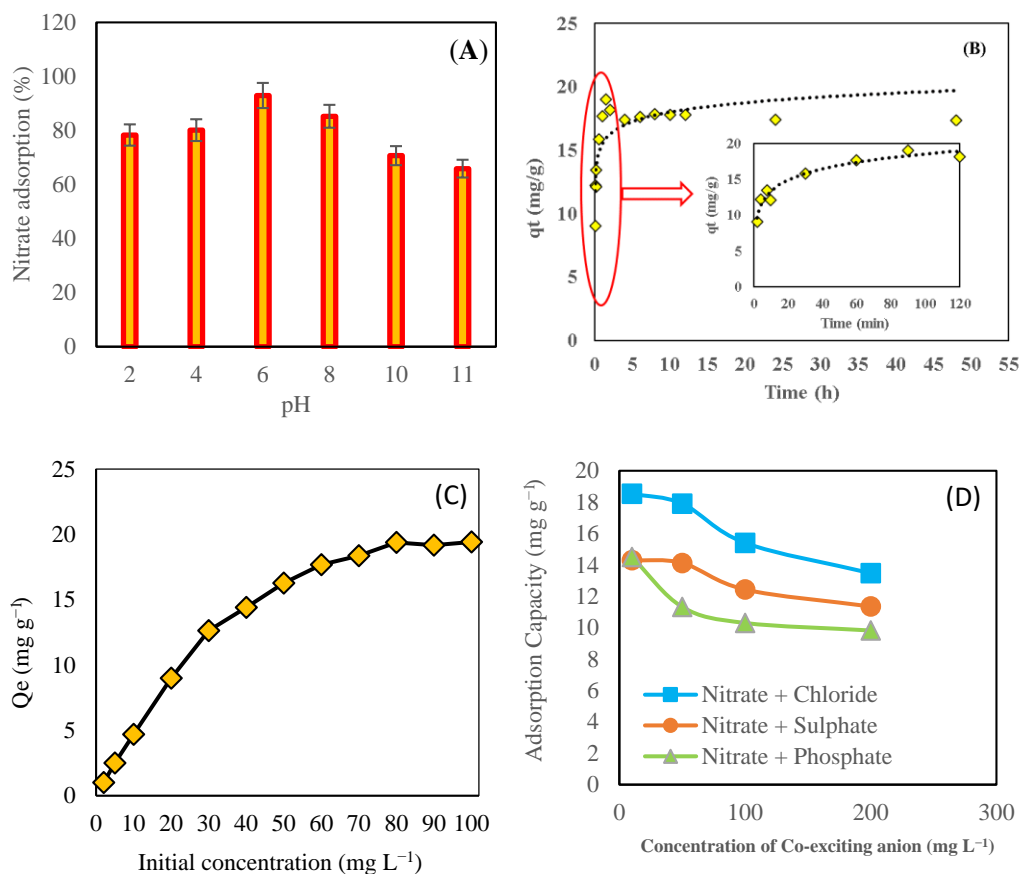 (A)
Nitrate adsorption (%)
120
100
80
60
40
20
0
2 4 6 8 10 11
pH
(B)
qt (mg/g)
25
20
15
10
5
0
0 5 10 15 20 25 30 35 40 45 50 55
Time (h)
qt (mg/g)
20
15
10
5
0
0 20 40 60 80 100 120
Time (min)
(C)
Qe (mg g⁻¹)
25
20
15
10
5
0
0 10 20 30 40 50 60 70 80 90 100
Initial concentration (mg L⁻¹)
(D)
Adsorption Capacity (mg g⁻¹)
20
18
16
14
12
10
8
6
4
2
0
Nitrate + Chloride
Nitrate + Sulphate
Nitrate + Phosphate
0 100 200 300
Concentration of Co-exciting anion (mg L⁻¹)